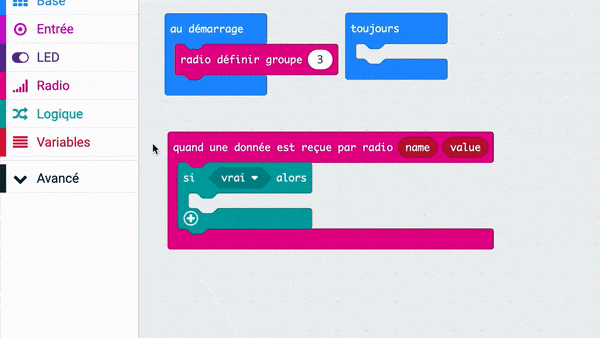 Base
Entrée
LED
Radio
Logique
Variables
Avancé
au démarrage
radio définir groupe 3
toujours
quand une donnée est reçue par radio name value
si vrai alors